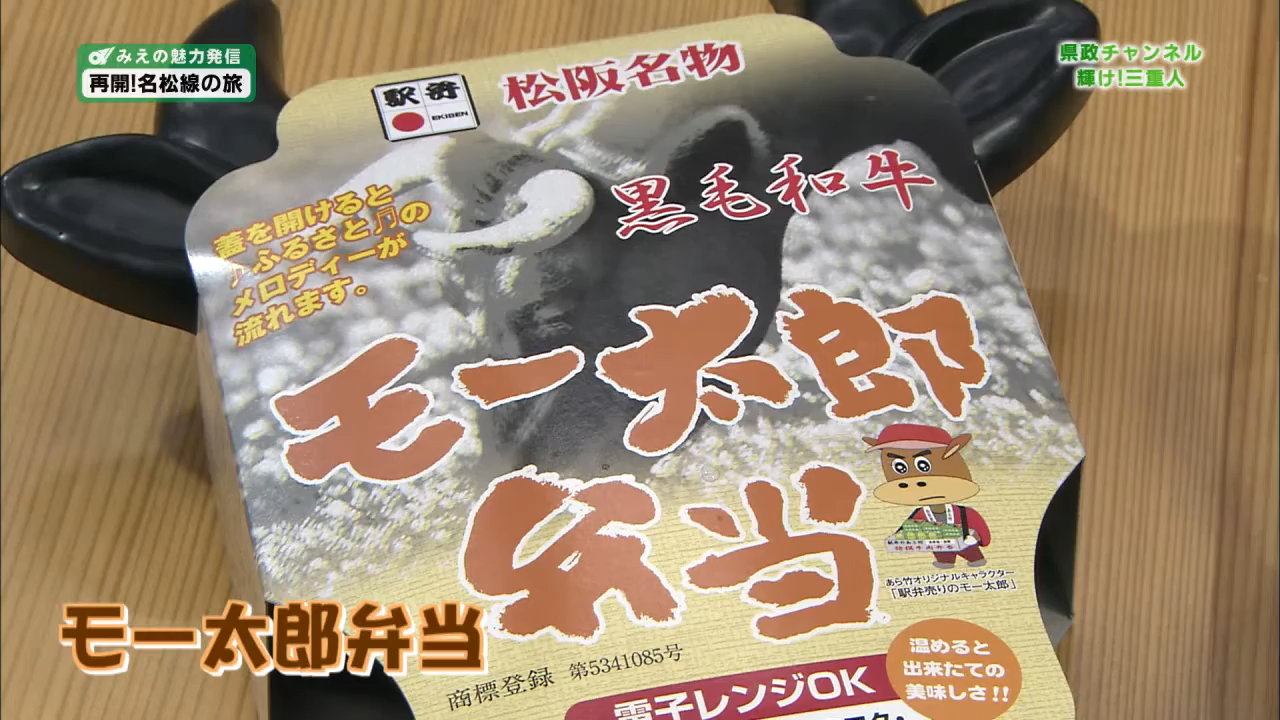 みえの魅力発信
再開!名松線の旅
県政チャンネル
輝け!三重人
駅弁
EKIBEN
松阪名物
黒毛和牛
蓋を開けると
♪ふるさと♬の
メロディーが
流れます。
モー太郎
弁当
あら竹オリジナルキャラクター
「駅弁売りのモー太郎」
モー太郎弁当
商標登録 第5341085号
電子レンジOK
温めると
出来たての
美味しさ!!